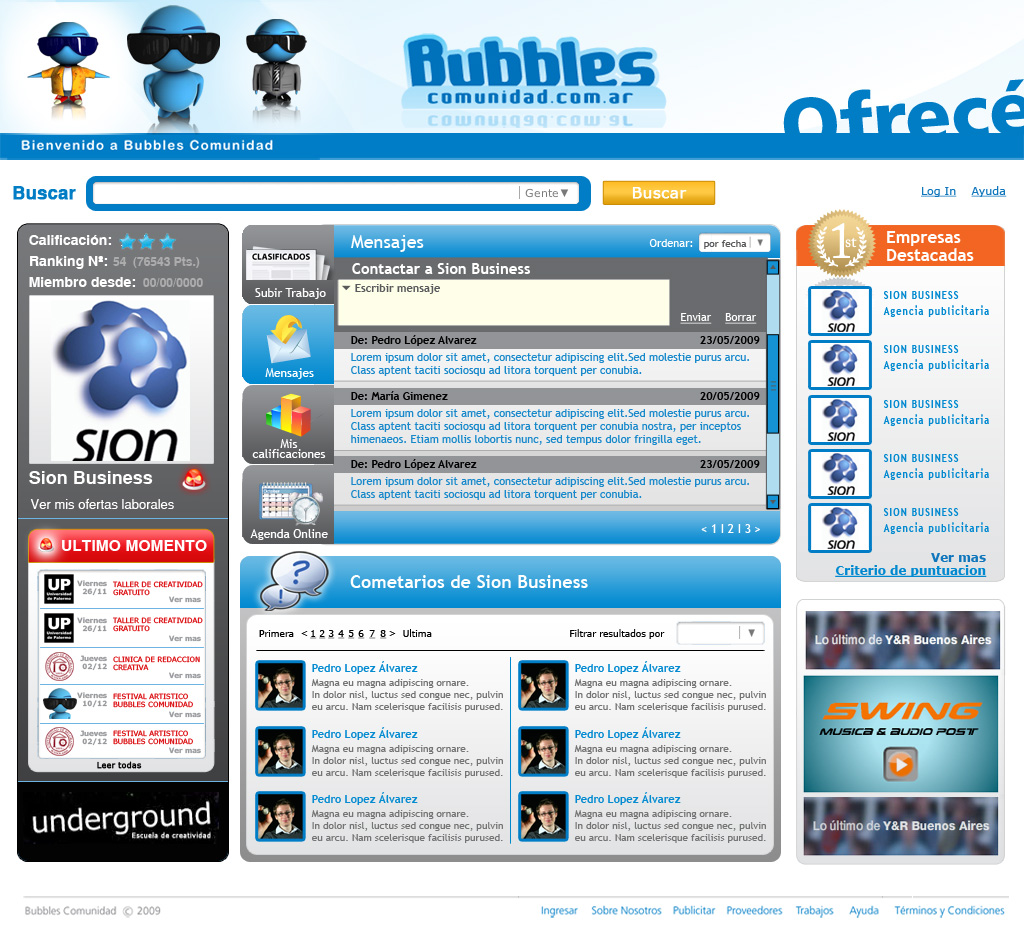 Bubbles
comunidad.com.ar
Ofrecé
Bienvenido a Bubbles Comunidad
Buscar
Gente
Buscar
Log In
Ayuda
Calificación:
Ranking Nª: 54 (76543 Pts.)
Miembro desde: 00/00/0000
sion
Sion Business
Ver mis ofertas laborales
ULTIMO MOMENTO
UP
Universidad
de Palermo
Viernes
26/11
TALLER DE CREATIVIDAD
GRATUITO
Ver mas
UP
Universidad
de Palermo
Viernes
26/11
TALLER DE CREATIVIDAD
GRATUITO
Ver mas
Jueves
02/12
CLINICA DE REDACCION
CREATIVA
Ver mas
Viernes
10/12
FESTIVAL ARTISTICO
BUBBLES COMUNIDAD
Ver mas
Jueves
02/12
FESTIVAL ARTISTICO
BUBBLES COMUNIDAD
Ver mas
Leer todas
underground
Escuela de creatividad
CLASIFICADOS
Subir Trabajo
Mensajes
Mis
calificaciones
Agenda Online
Mensajes
Ordenar:
por fecha
Contactar a Sion Business
Escribir mensaje
Enviar
Borrar
De: Pedro López Alvarez 23/05/2009
Lorem ipsum dolor sit amet, consectetur adipiscing elit.Sed molestie purus arcu.
Class aptent taciti sociosqu ad litora torquent per conubia.
De: María Gimenez 20/05/2009
Lorem ipsum dolor sit amet, consectetur adipiscing elit.Sed molestie purus arcu.
Class aptent taciti sociosqu ad litora torquent per conubia nostra, per inceptos
himenaeos. Etiam mollis lobortis nunc, sed tempus dolor fringilla eget.
De: Pedro López Alvarez 23/05/2009
Lorem ipsum dolor sit amet, consectetur adipiscing elit.Sed molestie purus arcu.
Class aptent taciti sociosqu ad litora torquent per conubia.
< 1 | 2 | 3 >
Cometarios de Sion Business
Primera < 1 2 3 4 5 6 7 8 > Ultima
Filtrar resultados por
Pedro Lopez Álvarez
Magna eu magna adipiscing ornare.
In dolor nisl, luctus sed congue nec, pulvin
eu arcu. Nam scelerisque facilisis purused.
Pedro Lopez Álvarez
Magna eu magna adipiscing ornare.
In dolor nisl, luctus sed congue nec, pulvin
eu arcu. Nam scelerisque facilisis purused.
Pedro Lopez Álvarez
Magna eu magna adipiscing ornare.
In dolor nisl, luctus sed congue nec, pulvin
eu arcu. Nam scelerisque facilisis purused.
Pedro Lopez Álvarez
Magna eu magna adipiscing ornare.
In dolor nisl, luctus sed congue nec, pulvin
eu arcu. Nam scelerisque facilisis purused.
Pedro Lopez Álvarez
Magna eu magna adipiscing ornare.
In dolor nisl, luctus sed congue nec, pulvin
eu arcu. Nam scelerisque facilisis purused.
Pedro Lopez Álvarez
Magna eu magna adipiscing ornare.
In dolor nisl, luctus sed congue nec, pulvin
eu arcu. Nam scelerisque facilisis purused.
1st
Empresas
Destacadas
sion
SION BUSINESS
Agencia publicitaria
sion
SION BUSINESS
Agencia publicitaria
sion
SION BUSINESS
Agencia publicitaria
sion
SION BUSINESS
Agencia publicitaria
sion
SION BUSINESS
Agencia publicitaria
Ver mas
Criterio de puntuacion
Lo último de Y&R Buenos Aires
SWING
MUSICA & AUDIO POST
Lo último de Y&R Buenos Aires
Bubbles Comunidad © 2009
Ingresar Sobre Nosotros Publicitar Proveedores Trabajos Ayuda Términos y Condiciones